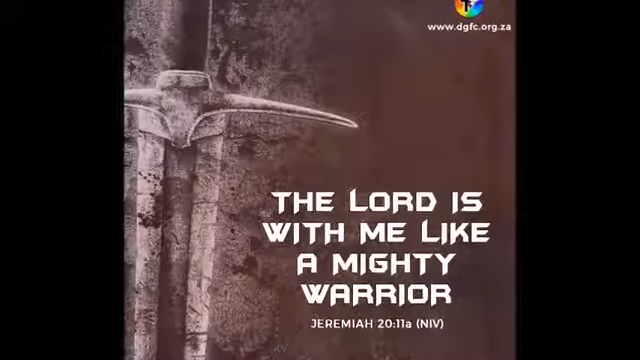 www.dgfc.org.za
THE LORD IS
WITH ME LIKE
A MIGHTY
WARRIOR
JEREMIAH 20:11a (NIV)